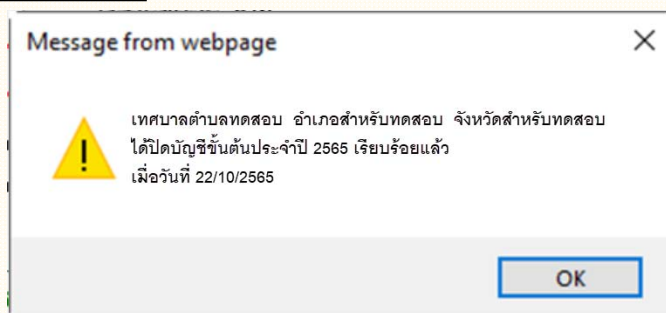 Message from webpage
เทศบาลตำบลทดสอบ อำเภอสำหรับทดสอบ จังหวัดสำหรับทดสอบ
ได้ปิดบัญชีขั้นต้นประจำปี 2565 เรียบร้อยแล้ว
เมื่อวันที่ 22/10/2565
OK